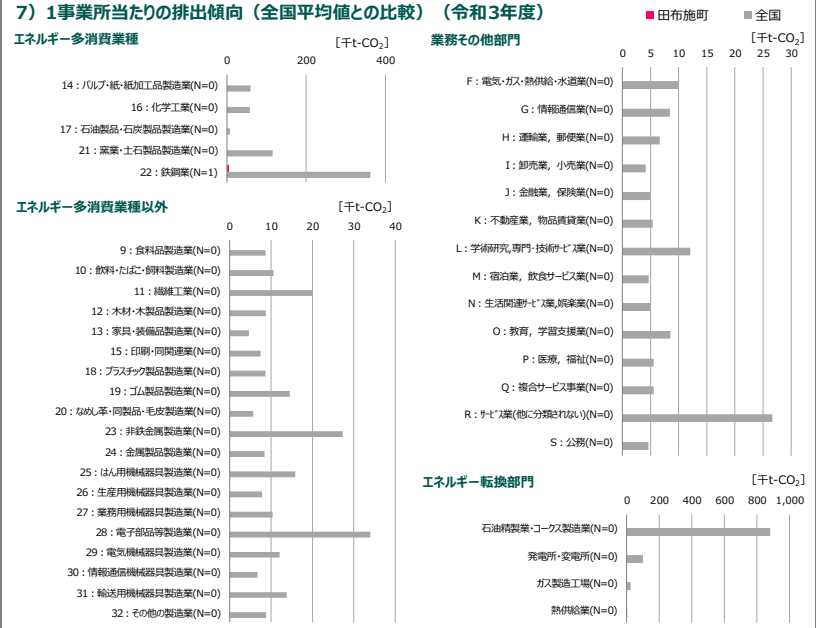 7）1事業所当たりの排出傾向（全国平均値との比較）（令和3年度）
■田布施町 ■全国
エネルギー多消費業種
［千t-CO₂］
0 200 400
14：パルプ・紙・紙加工品製造業(N=0)
16：化学工業(N=0)
17：石油製品・石炭製品製造業(N=0)
21：窯業・土石製品製造業(N=0)
22：鉄鋼業(N=1)
エネルギー多消費業種以外
［千t-CO₂］
0 10 20 30 40
9：食料品製造業(N=0)
10：飲料・たばこ・飼料製造業(N=0)
11：繊維工業(N=0)
12：木材・木製品製造業(N=0)
13：家具・装備品製造業(N=0)
15：印刷・同関連業(N=0)
18：プラスチック製品製造業(N=0)
19：ゴム製品製造業(N=0)
20：なめし革・同製品・毛皮製造業(N=0)
23：非鉄金属製造業(N=0)
24：金属製品製造業(N=0)
25：はん用機械器具製造業(N=0)
26：生産用機械器具製造業(N=0)
27：業務用機械器具製造業(N=0)
28：電子部品等製造業(N=0)
29：電気機械器具製造業(N=0)
30：情報通信機械器具製造業(N=0)
31：輸送用機械器具製造業(N=0)
32：その他の製造業(N=0)
業務その他部門
［千t-CO₂］
0 5 10 15 20 25 30
F：電気・ガス・熱供給・水道業(N=0)
G：情報通信業(N=0)
H：運輸業，郵便業(N=0)
I：卸売業，小売業(N=0)
J：金融業，保険業(N=0)
K：不動産業，物品賃貸業(N=0)
L：学術研究,専門・技術ｻｰﾋﾞｽ業(N=0)
M：宿泊業，飲食サービス業(N=0)
N：生活関連ｻｰﾋﾞｽ業,娯楽業(N=0)
O：教育，学習支援業(N=0)
P：医療，福祉(N=0)
Q：複合サービス事業(N=0)
R：ｻｰﾋﾞｽ業(他に分類されない)(N=0)
S：公務(N=0)
エネルギー転換部門
［千t-CO₂］
0 200 400 600 800 1,000
石油精製業・コークス製造業(N=0)
発電所・変電所(N=0)
ガス製造工場(N=0)
熱供給業(N=0)